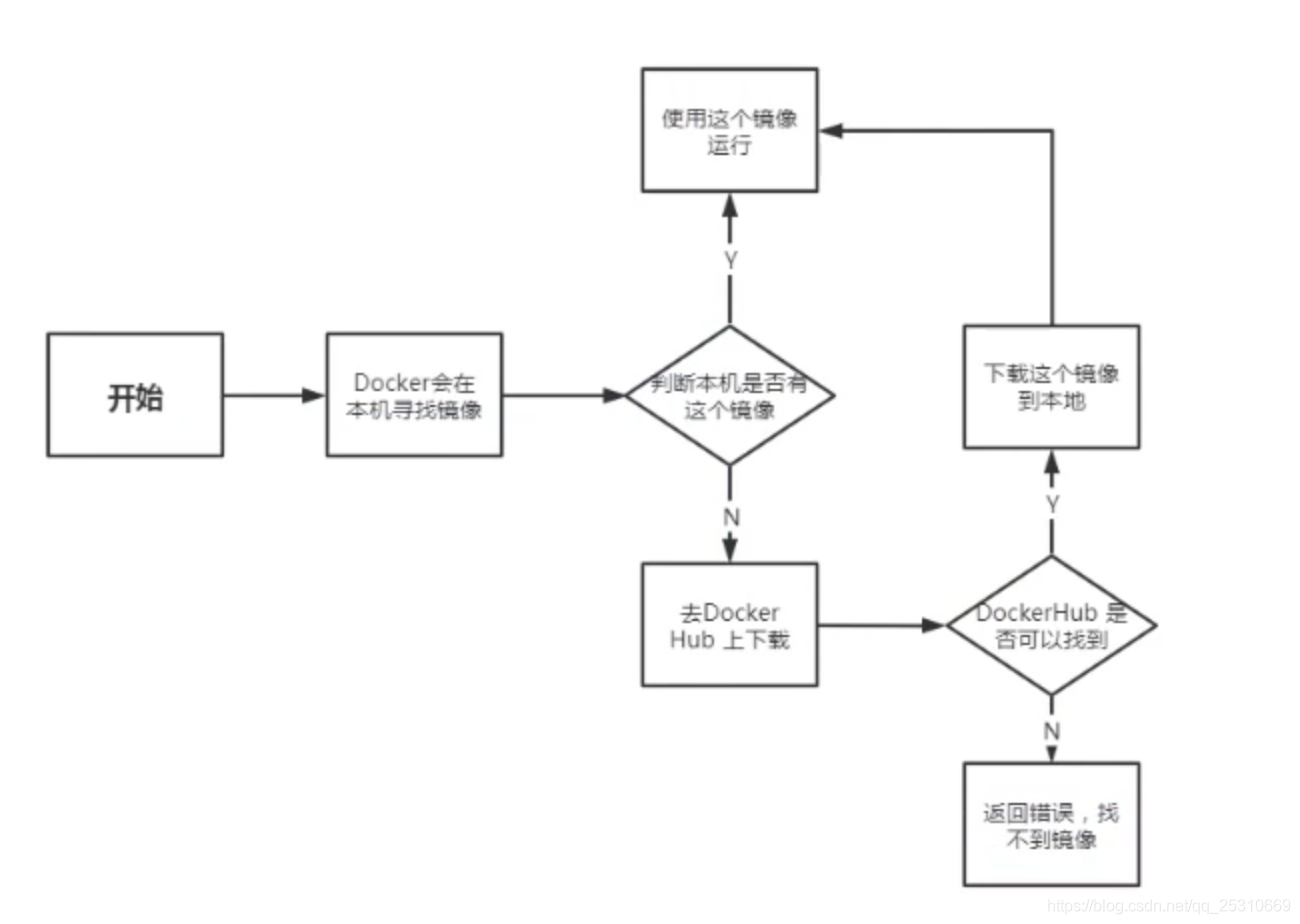 使用这个镜像
运行
Y
开始
Docker会在
本机寻找镜像
判断本机是否有
这个镜像
下载这个镜像
到本地
N
Y
去Docker
Hub 上下载
DockerHub 是
否可以找到
N
返回错误，找
不到镜像
https://blog.csdn.net/qq_25310669